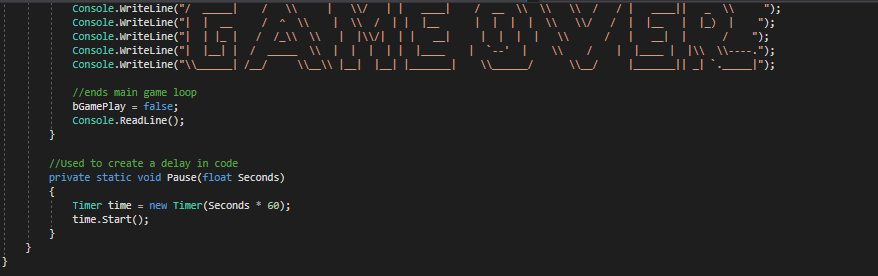 Console.WriteLine("/  _____|    /   \\     |   \\/   | |   ____|    /  __  \\  \\   \\  /   / |   ____||   _  \\     ");
Console.WriteLine("|  |  __     /  ^  \\    |  \\  /  | |  |__      |  |  |  |  \\   \\/   /  |  |__   |  |_)  |    ");
Console.WriteLine("|  | |_ |   /  /_\\  \\   |  |\\/|  | |   __|     |  |  |  |   \\      /   |   __|  |      /    ");
Console.WriteLine("|  |__| |  /  _____  \\  |  |  |  | |  |____    |  `--'  |    \\    /    |  |____ |  |\\  \\----.");
Console.WriteLine("\\______| /__/     \\__\\ |__|  |__| |_______|    \\______/      \\__/     |_______|| _| `._____|");
//ends main game loop
bGamePlay = false;
Console.ReadLine();
}
//Used to create a delay in code
private static void Pause(float Seconds)
{
Timer time = new Timer(Seconds * 60);
time.Start();
}
}
}